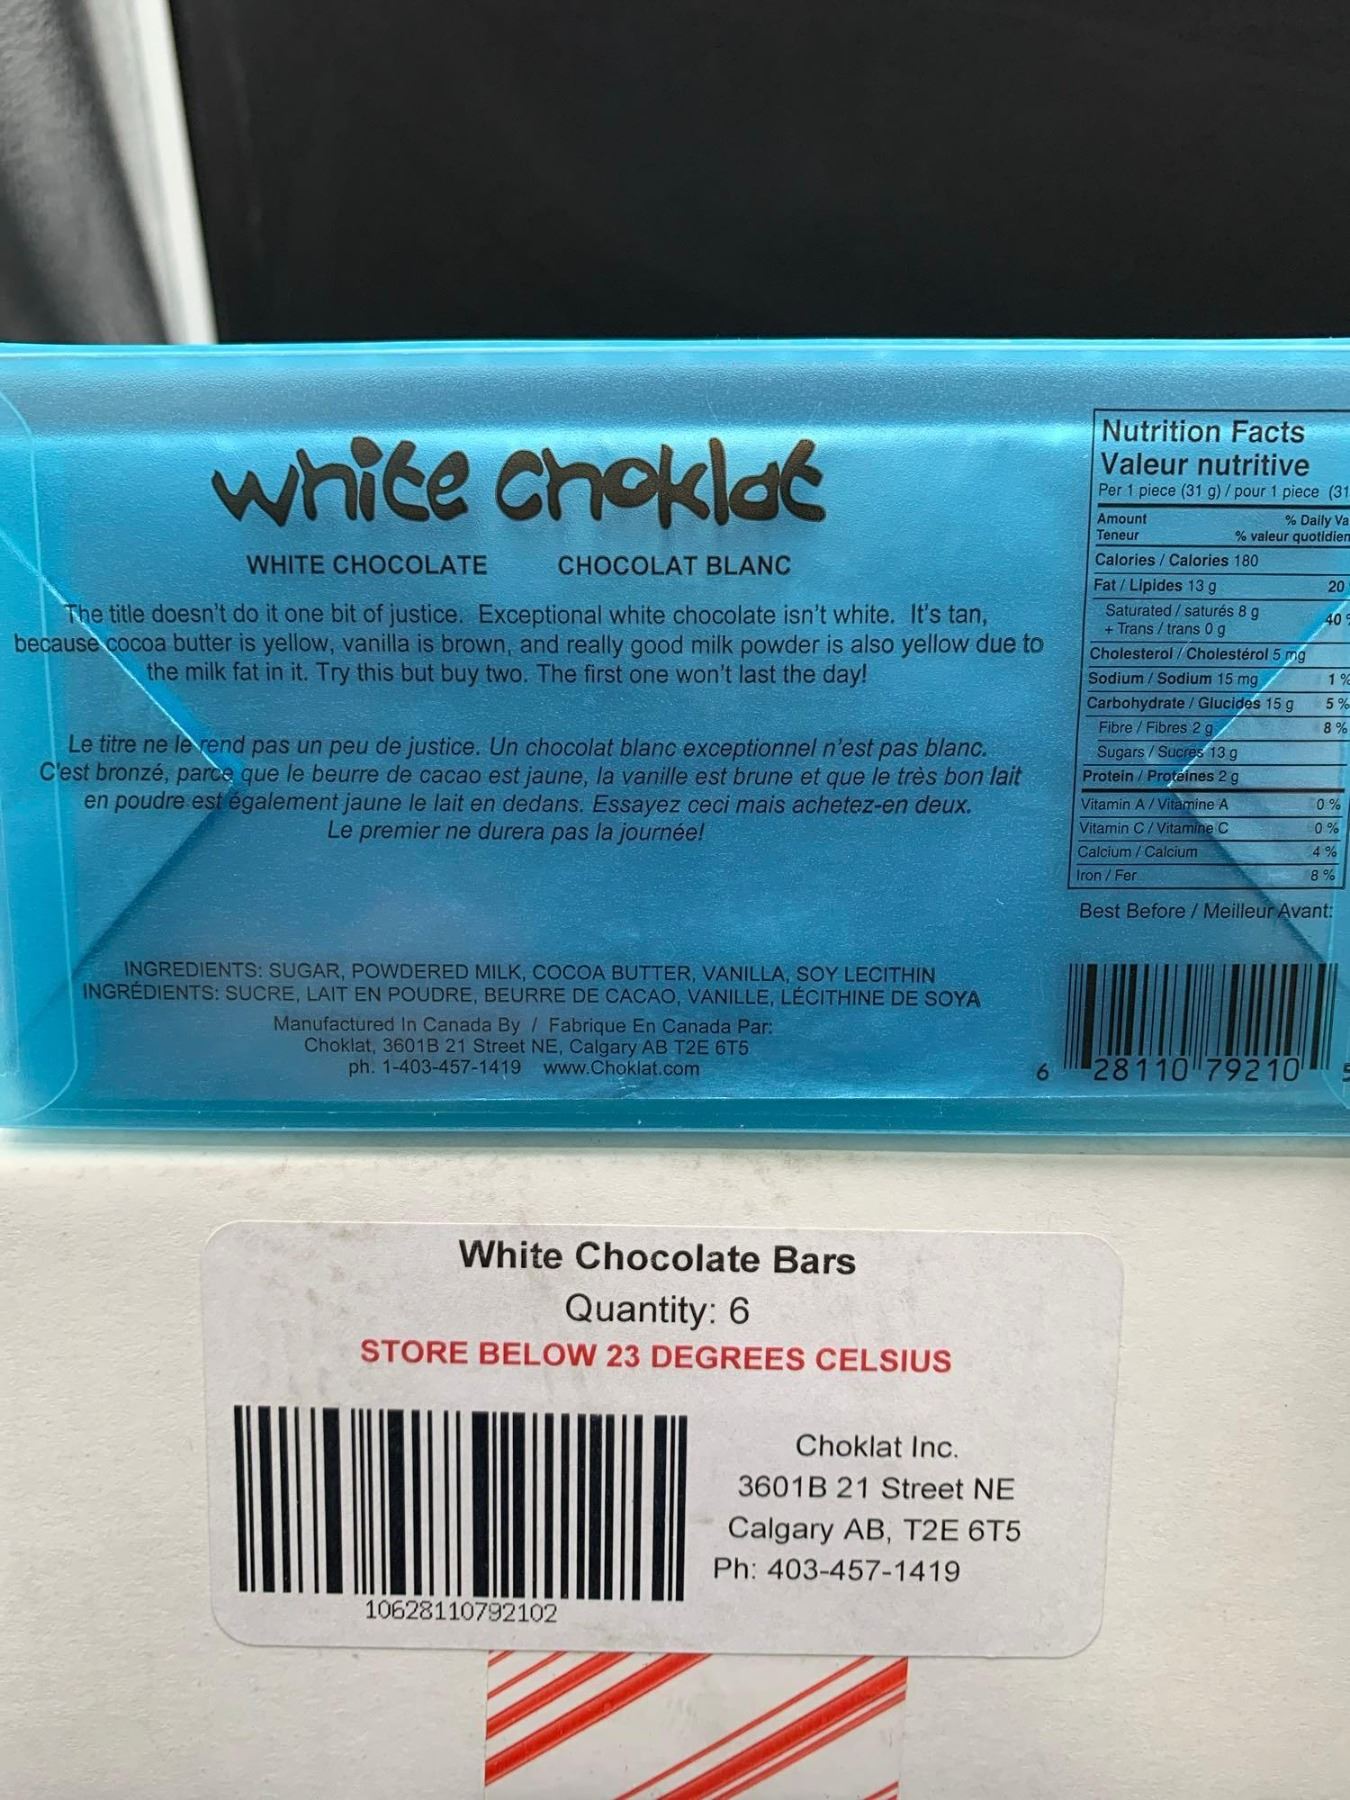 white choklat
WHITE CHOCOLATE CHOCOLAT BLANC
The title doesn't do it one bit of justice. Exceptional white chocolate isn't white. It's tan,
because cocoa butter is yellow, vanilla is brown, and really good milk powder is also yellow due to
the milk fat in it. Try this but buy two. The first one won't last the day!
Le titre ne le rend pas un peu de justice. Un chocolat blanc exceptionnel n'est pas blanc.
C'est bronzé, parce que le beurre de cacao est jaune, la vanille est brune et que le très bon lait
en poudre est également jaune le lait en dedans. Essayez ceci mais achetez-en deux.
Le premier ne durera pas la journée!
INGREDIENTS: SUGAR, POWDERED MILK, COCOA BUTTER, VANILLA, SOY LECITHIN
INGRÉDIENTS: SUCRE, LAIT EN POUDRE, BEURRE DE CACAO, VANILLE, LÉCITHINE DE SOYA
Manufactured In Canada By / Fabrique En Canada Par:
Choklat, 3601B 21 Street NE, Calgary AB T2E 6T5
ph: 1-403-457-1419 www.Choklat.com
Nutrition Facts
Valeur nutritive
Per 1 piece (31 g) / pour 1 piece (31
Amount % Daily Va
Teneur % valeur quotidien
Calories / Calories 180
Fat / Lipides 13 g 20
Saturated / saturés 8 g
+ Trans / trans 0 g 40 %
Cholesterol / Cholestérol 5 mg
Sodium / Sodium 15 mg 1 %
Carbohydrate / Glucides 15 g 5 %
Fibre / Fibres 2 g 8 %
Sugars / Sucres 13 g
Protein / Protéines 2 g
Vitamin A / Vitamine A 0 %
Vitamin C / Vitamine C 0 %
Calcium / Calcium 4 %
Iron / Fer 8 %
Best Before / Meilleur Avant:
6 28110 79210 5
White Chocolate Bars
Quantity: 6
STORE BELOW 23 DEGREES CELSIUS
Choklat Inc.
3601B 21 Street NE
Calgary AB, T2E 6T5
Ph: 403-457-1419
10628110792102